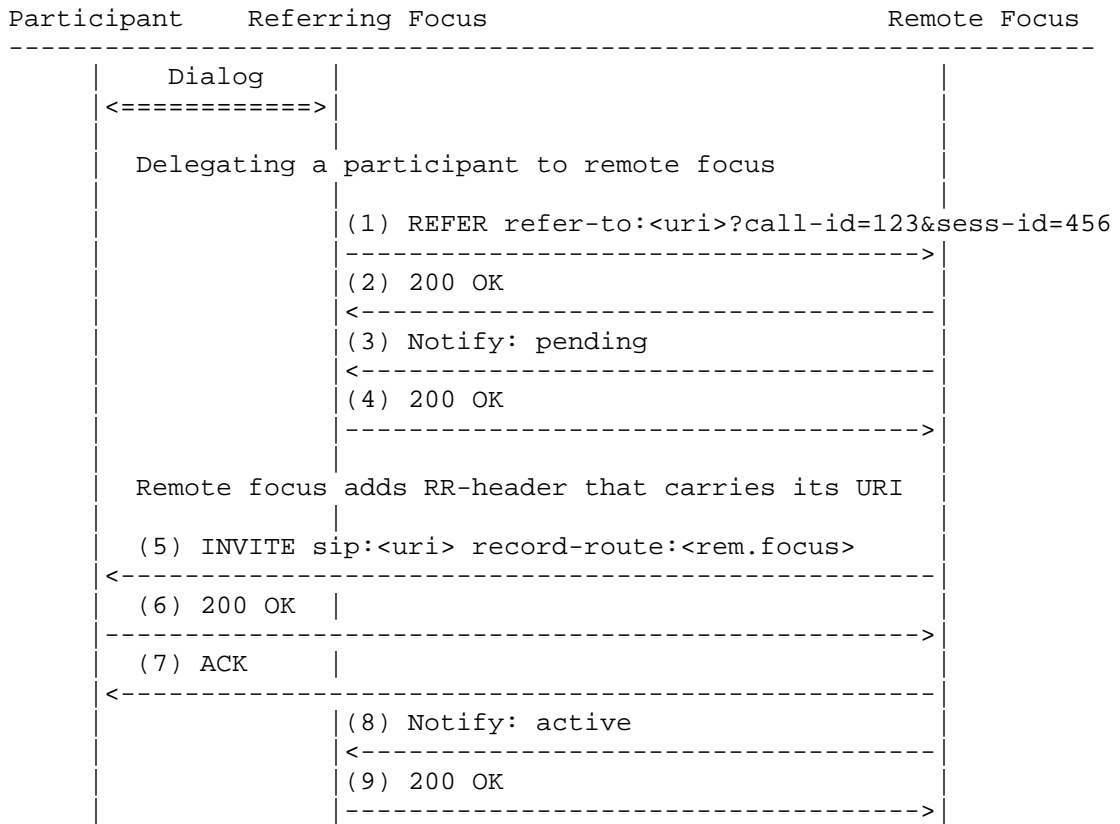 Participant Referring Focus Remote Focus
Dialog
Delegating a participant to remote focus
(1) REFER refer-to:<uri>?call-id=123&sess-id=456
(2) 200 OK
(3) Notify: pending
(4) 200 OK
Remote focus adds RR-header that carries its URI
(5) INVITE sip:<uri> record-route:<rem.focus>
(6) 200 OK
(7) ACK
(8) Notify: active
(9) 200 OK